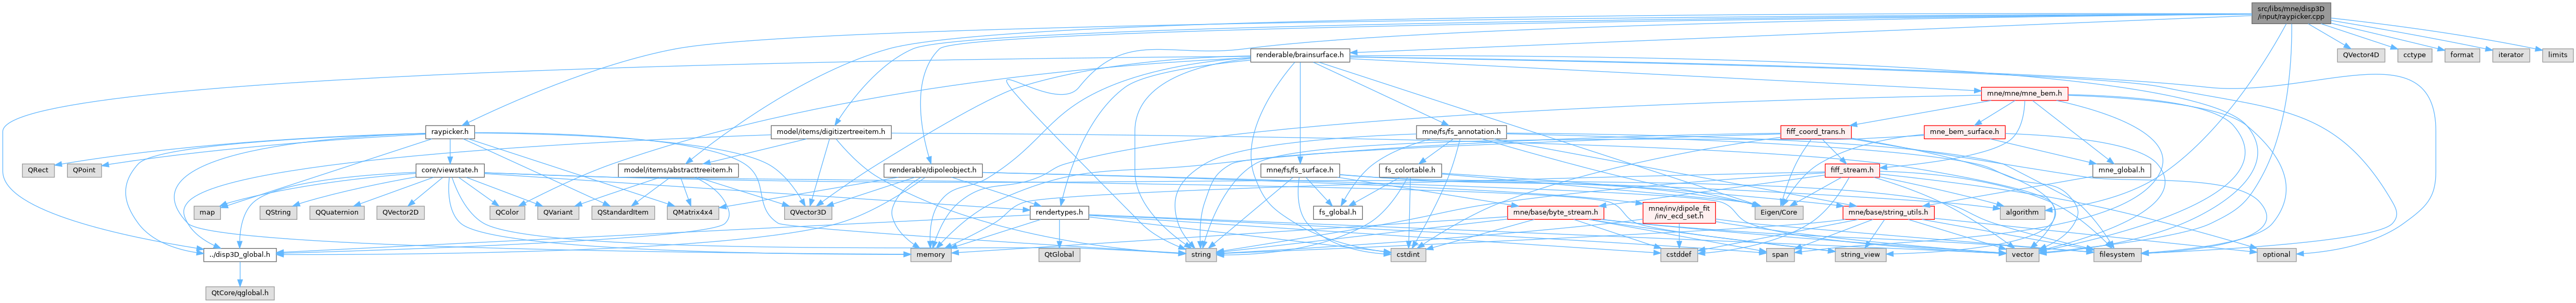 src/libs/mne/disp3D
/input/raypicker.cpp
renderable/brainsurface.h
QVector4D
cctype
format
iterator
limits
mne/mne/mne_bem.h
raypicker.h
model/items/digitizertreeitem.h
mne/fs/fs_annotation.h
fiff_coord_trans.h
mne_bem_surface.h
QRect
QPoint
core/viewstate.h
model/items/abstracttreeitem.h
renderable/dipoleobject.h
mne/fs/fs_surface.h
fs_colortable.h
fiff_stream.h
mne_global.h
map
QString
QQuaternion
QVector2D
QColor
QVariant
QStandardItem
QMatrix4x4
QVector3D
rendertypes.h
fs_global.h
mne/base/byte_stream.h
mne/inv/dipole_fit
/inv_ecd_set.h
Eigen/Core
mne/base/string_utils.h
algorithm
../disp3D_global.h
memory
QtGlobal
string
cstdint
cstddef
span
string_view
vector
filesystem
optional
QtCore/qglobal.h